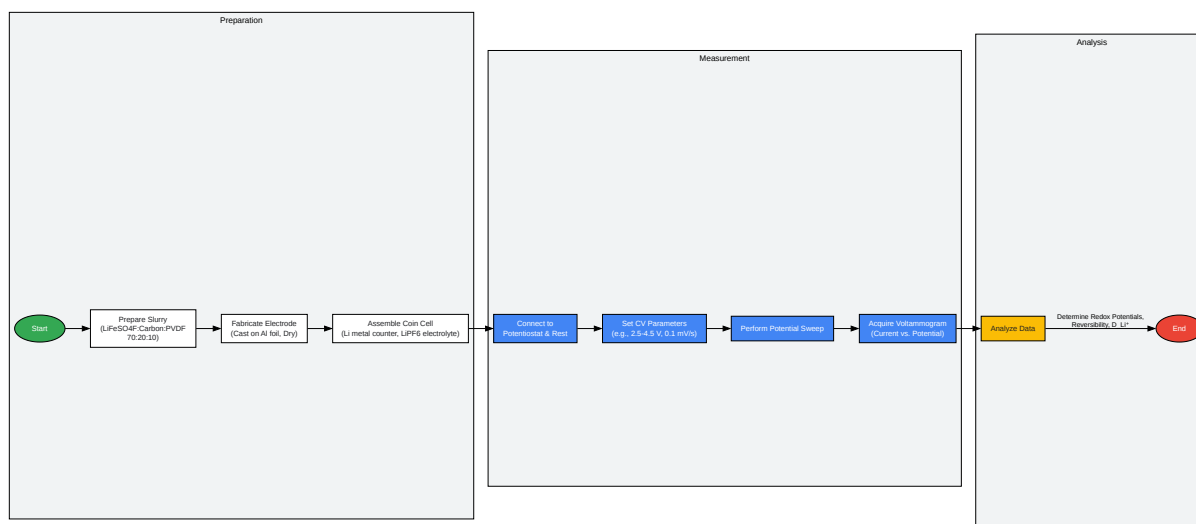 Preparation
Measurement
Analysis
Start
Prepare Slurry
(LiFeSO4F:Carbon:PVDF
70:20:10)
Fabricate Electrode
(Cast on Al foil, Dry)
Assemble Coin Cell
(Li metal counter, LiPF6 electrolyte)
Connect to
Potentiostat & Rest
Set CV Parameters
(e.g., 2.5-4.5 V, 0.1 mV/s)
Perform Potential Sweep
Acquire Voltammogram
(Current vs. Potential)
Analyze Data
Determine Redox Potentials,
Reversibility, D_Li⁺
End